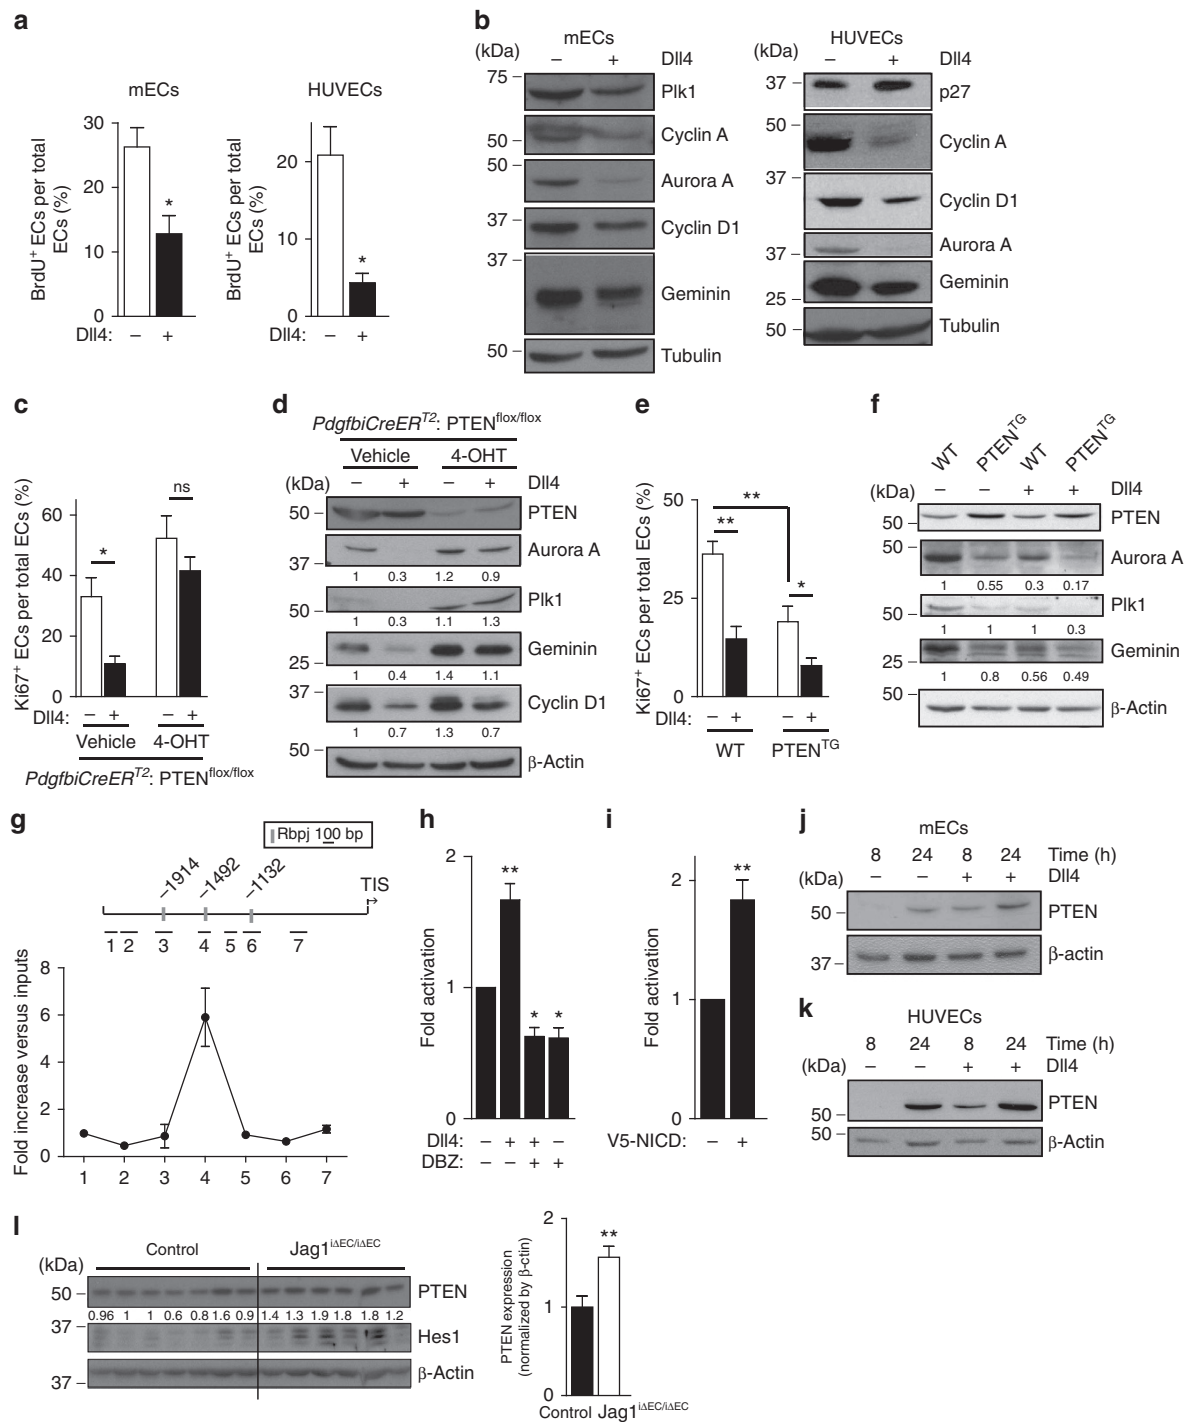 a
mECs
HUVECs
BrdU⁺ ECs per total
ECs (%)
30
20
10
0
Dll4: – +
*
BrdU⁺ ECs per total
ECs (%)
20
10
0
Dll4: – +
*
b
mECs
(kDa) – + Dll4
75 – Plk1
50 – Cyclin A
50 – Aurora A
37 – Cyclin D1
37 – Geminin
50 – Tubulin
HUVECs
(kDa) – + Dll4
37 – p27
50 – Cyclin A
37 – Cyclin D1
37 – Aurora A
25 – Geminin
50 – Tubulin
c
Ki67⁺ ECs per total ECs (%)
60
40
20
0
* ns
Dll4: – + – +
Vehicle 4-OHT
PdgfbiCreERT2: PTENflox/flox
d
PdgfbiCreERT2: PTENflox/flox
Vehicle 4-OHT
(kDa) – + – + Dll4
50 – PTEN
37 – Aurora A
1 0.3 1.2 0.9
50 – Plk1
1 0.3 1.1 1.3
25 – Geminin
1 0.4 1.4 1.1
37 – Cyclin D1
1 0.7 1.3 0.7
50 – β-Actin
e
Ki67⁺ ECs per total ECs (%)
50
25
0
** ** *
Dll4: – + – +
WT PTENTG
f
WT PTENTG WT PTENTG
(kDa) – – + + Dll4
50 – PTEN
50 – Aurora A
1 0.55 0.3 0.17
50 – Plk1
1 1 1 0.3
25 – Geminin
1 0.8 0.56 0.49
50 – β-Actin
g
Rbpj 100 bp
–1914 –1492 –1132 TIS
1 2 3 4 5 6 7
Fold increase versus inputs
8
6
4
2
0
1 2 3 4 5 6 7
h
Fold activation
2
1
0
** * *
Dll4: – + + –
DBZ: – – + +
i
Fold activation
2
1
0
**
V5-NICD: – +
j
mECs
8 24 8 24 Time (h)
(kDa) – – + + Dll4
50 – PTEN
37 – β-actin
k
HUVECs
8 24 8 24 Time (h)
(kDa) – – + + Dll4
50 – PTEN
50 – β-Actin
l
Control Jag1iΔEC/iΔEC
(kDa)
50 – PTEN
0.96 1 1 0.6 0.8 1.6 0.9 1.4 1.3 1.9 1.8 1.8 1.2
37 – Hes1
37 – β-Actin
PTEN expression
(normalized by β-ctin)
2
1
0
**
Control Jag1iΔEC/iΔEC